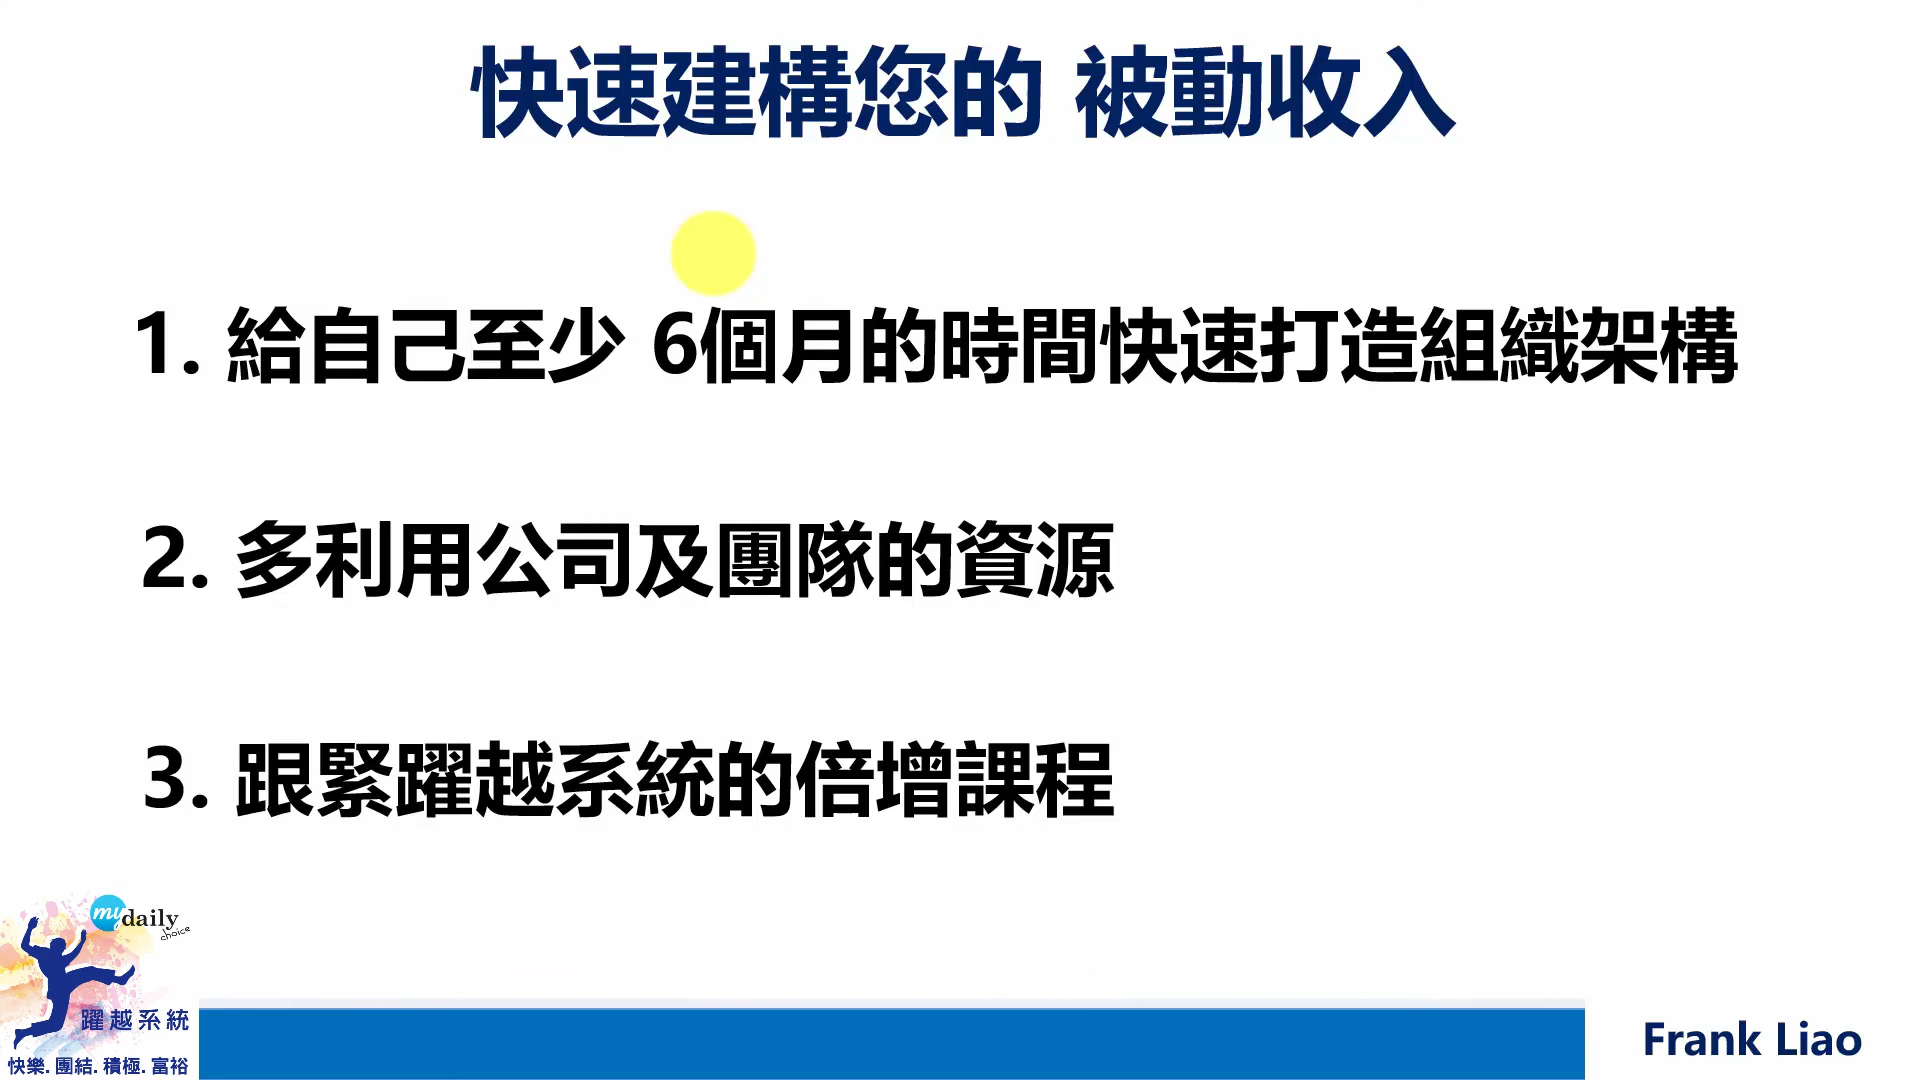 快速建構您的 被動收入
1. 給自己至少 6個月的時間快速打造組織架構
2. 多利用公司及團隊的資源
3. 跟緊躍越系統的倍增課程
my daily choice
躍越系統
快樂. 團結. 積極. 富裕
Frank Liao